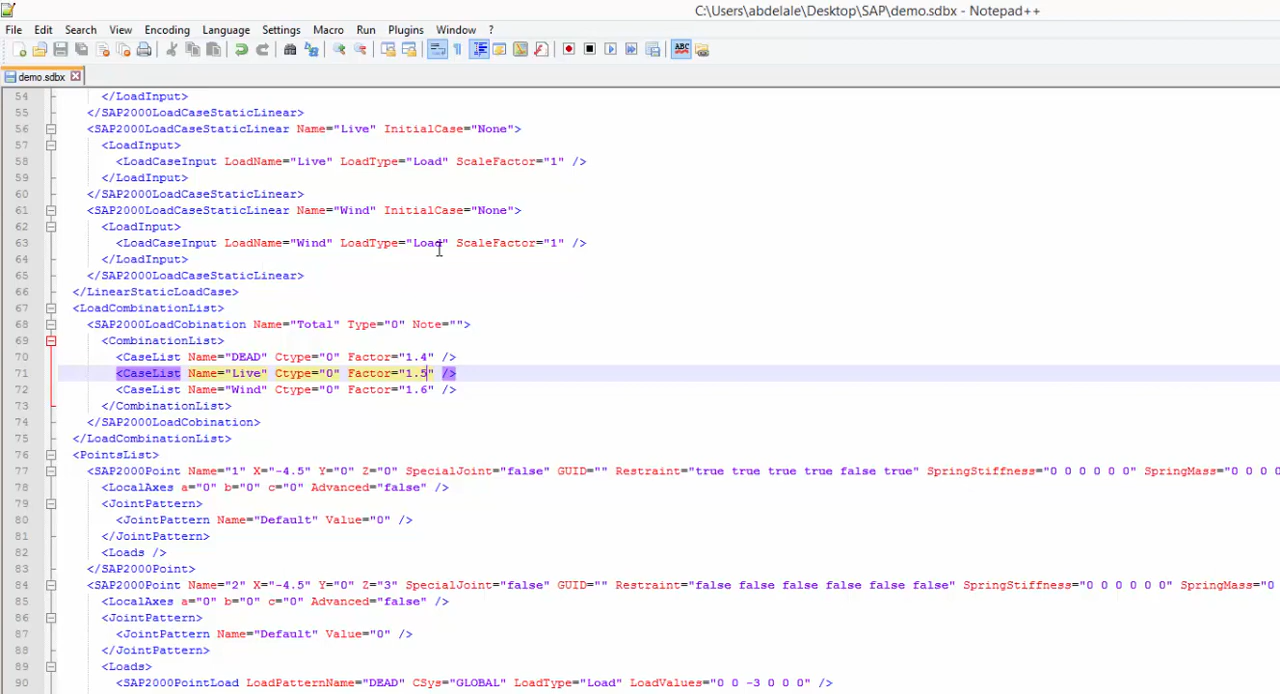 C:\Users\abdelale\Desktop\SAP\demo.sdbx - Notepad++
File Edit Search View Encoding Language Settings Macro Run Plugins Window ?
ABC
demo.sdbx
54 </LoadInput>
55 </SAP2000LoadCaseStaticLinear>
56 <SAP2000LoadCaseStaticLinear Name="Live" InitialCase="None">
57 <LoadInput>
58 <LoadCaseInput LoadName="Live" LoadType="Load" ScaleFactor="1" />
59 </LoadInput>
60 </SAP2000LoadCaseStaticLinear>
61 <SAP2000LoadCaseStaticLinear Name="Wind" InitialCase="None">
62 <LoadInput>
63 <LoadCaseInput LoadName="Wind" LoadType="Load" ScaleFactor="1" />
64 </LoadInput>
65 </SAP2000LoadCaseStaticLinear>
66 </LinearStaticLoadCase>
67 <LoadCombinationList>
68 <SAP2000LoadCobination Name="Total" Type="0" Note="">
69 <CombinationList>
70 <CaseList Name="DEAD" Ctype="0" Factor="1.4" />
71 <CaseList Name="Live" Ctype="0" Factor="1.5" />
72 <CaseList Name="Wind" Ctype="0" Factor="1.6" />
73 </CombinationList>
74 </SAP2000LoadCobination>
75 </LoadCombinationList>
76 <PointsList>
77 <SAP2000Point Name="1" X="-4.5" Y="0" Z="0" SpecialJoint="false" GUID="" Restraint="true true true true false true" SpringStiffness="0 0 0 0 0 0" SpringMass="0 0 0 0
78 <LocalAxes a="0" b="0" c="0" Advanced="false" />
79 <JointPattern>
80 <JointPattern Name="Default" Value="0" />
81 </JointPattern>
82 <Loads />
83 </SAP2000Point>
84 <SAP2000Point Name="2" X="-4.5" Y="0" Z="3" SpecialJoint="false" GUID="" Restraint="false false false false false false" SpringStiffness="0 0 0 0 0 0" SpringMass="0
85 <LocalAxes a="0" b="0" c="0" Advanced="false" />
86 <JointPattern>
87 <JointPattern Name="Default" Value="0" />
88 </JointPattern>
89 <Loads>
90 <SAP2000PointLoad LoadPatternName="DEAD" CSys="GLOBAL" LoadType="Load" LoadValues="0 0 -3 0 0 0" />